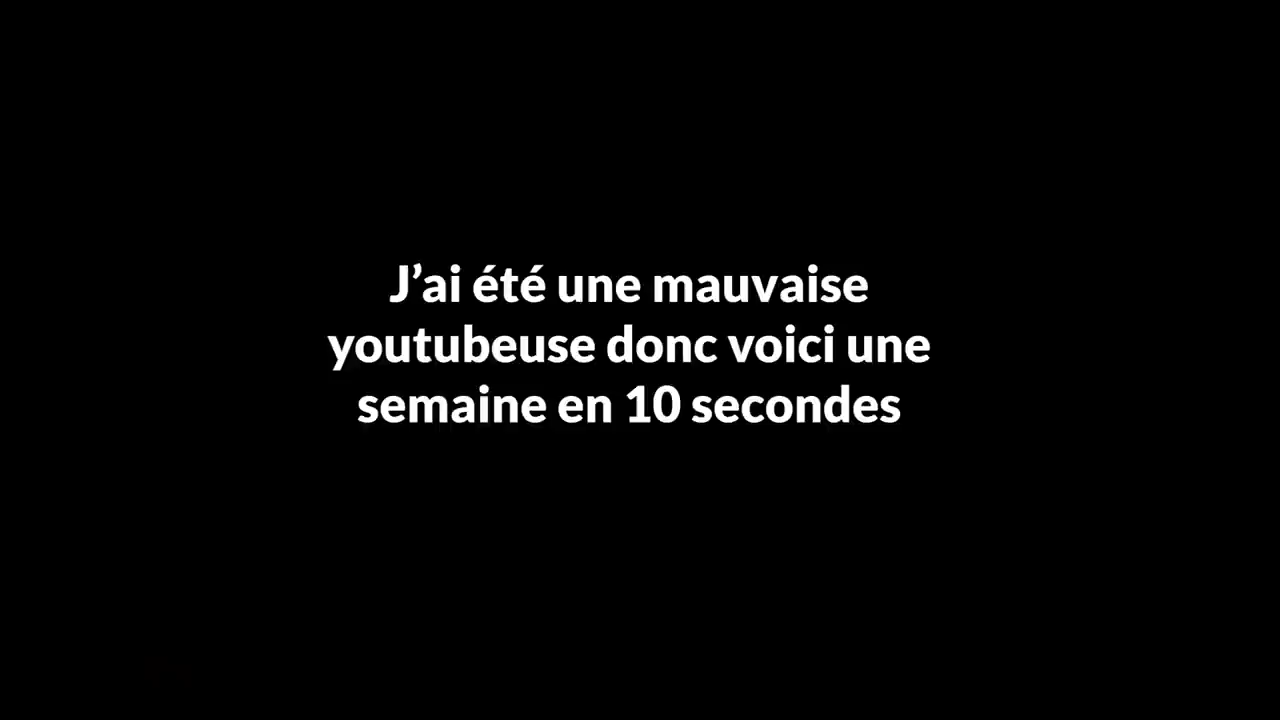 J’ai été une mauvaise
youtubeuse donc voici une
semaine en 10 secondes